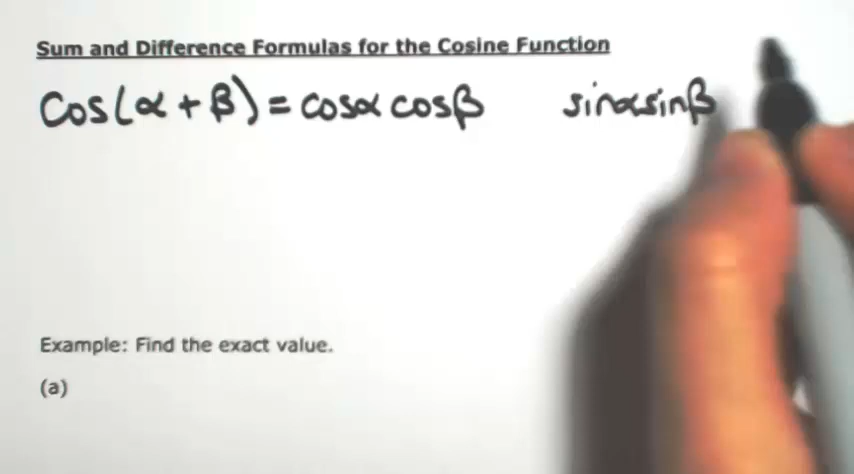 Sum and Difference Formulas for the Cosine Function
cos(α + β) = cosα cosβ sinαsinβ
Example: Find the exact value.
(a)